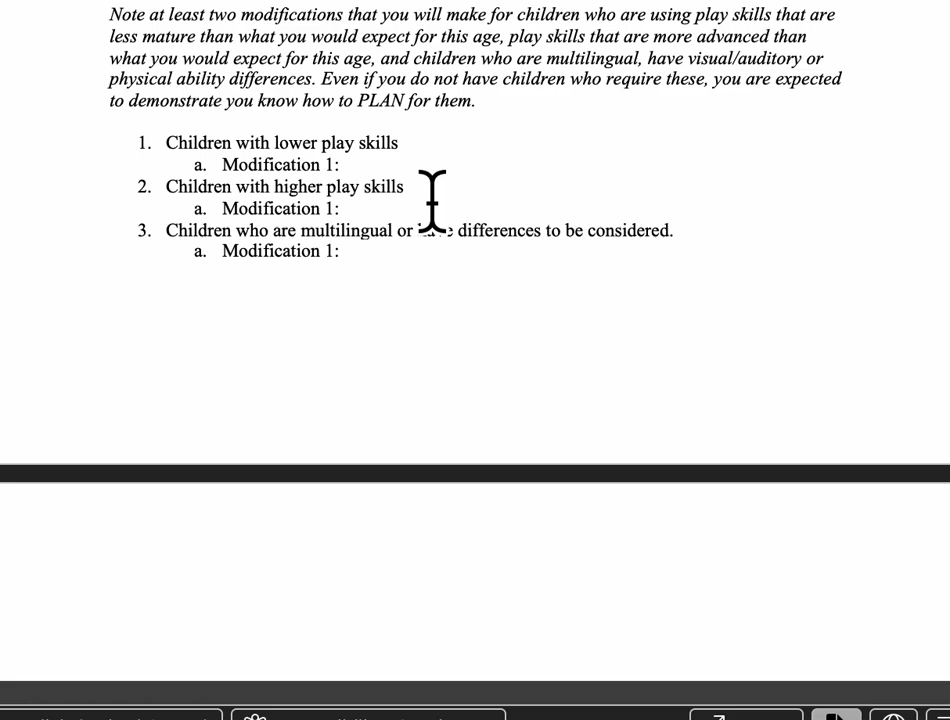 Note at least two modifications that you will make for children who are using play skills that are
less mature than what you would expect for this age, play skills that are more advanced than
what you would expect for this age, and children who are multilingual, have visual/auditory or
physical ability differences. Even if you do not have children who require these, you are expected
to demonstrate you know how to PLAN for them.
1. Children with lower play skills
a. Modification 1:
2. Children with higher play skills
a. Modification 1:
3. Children who are multilingual or differences to be considered.
a. Modification 1: